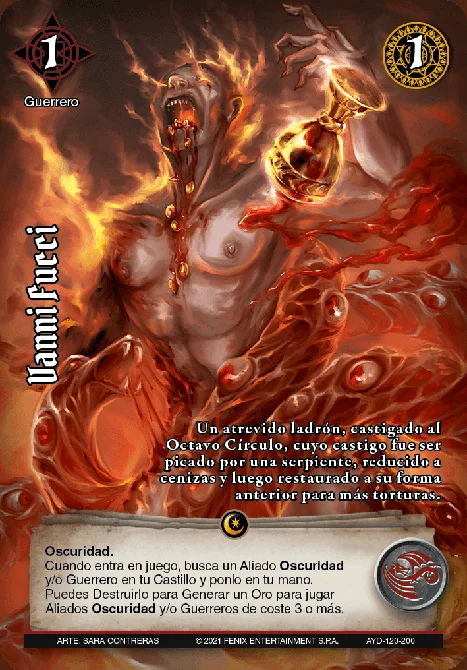 1
1
Guerrero
Vanni Fucci
Un atrevido ladrón, castigado al
Octavo Círculo, cuyo castigo fue ser
picado por una serpiente, reducido a
cenizas y luego restaurado a su forma
anterior para más torturas.
Oscuridad.
Cuando entra en juego, busca un Aliado Oscuridad
y/o Guerrero en tu Castillo y ponlo en tu mano.
Puedes Destruirlo para Generar un Oro para jugar
Aliados Oscuridad y/o Guerreros de coste 3 o más.
ARTE: SARA CONTRERAS © 2021 FENIX ENTERTAINMENT S.P.A. AYD-120-200